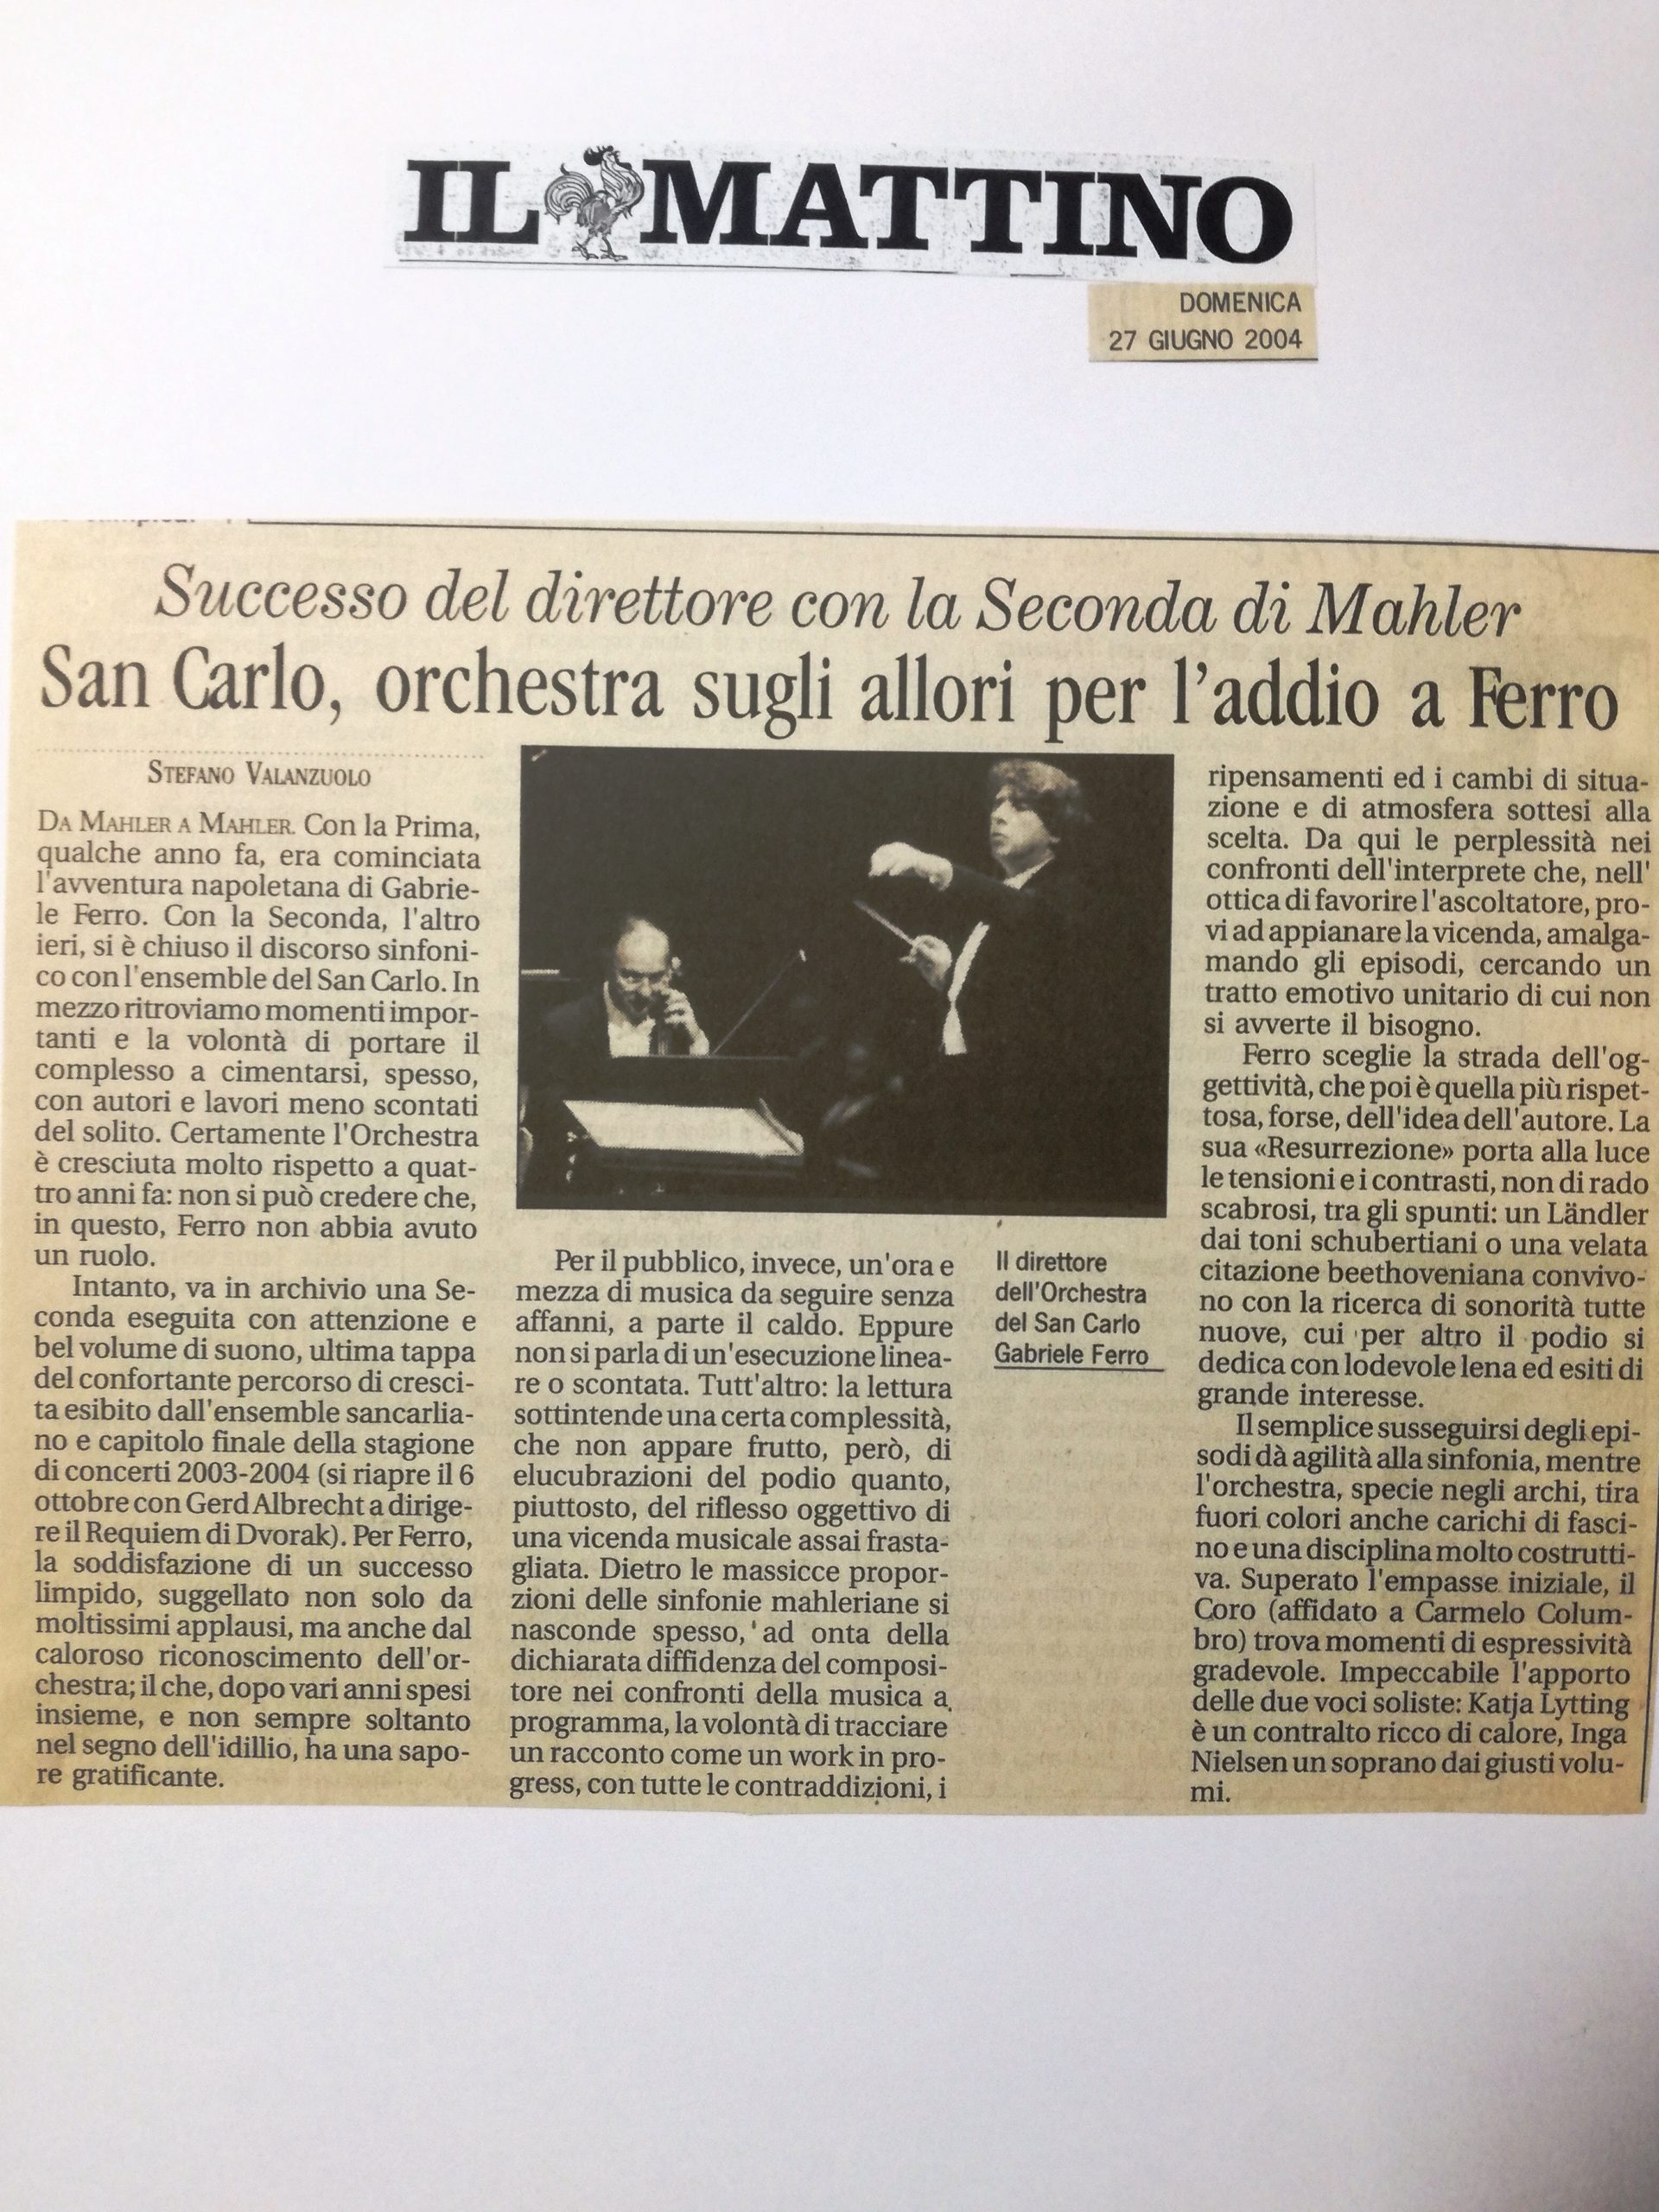 IL MATTINO
DOMENICA
27 GIUGNO 2004
Successo del direttore con la Seconda di Mahler
San Carlo, orchestra sugli allori per l'addio a Ferro
STEFANO VALANZUOLO
DA MAHLER A MAHLER. Con la Prima,
qualche anno fa, era cominciata
l'avventura napoletana di Gabrie-
le Ferro. Con la Seconda, l'altro
ieri, si è chiuso il discorso sinfoni-
co con l'ensemble del San Carlo. In
mezzo ritroviamo momenti impor-
tanti e la volontà di portare il
complesso a cimentarsi, spesso,
con autori e lavori meno scontati
del solito. Certamente l'Orchestra
è cresciuta molto rispetto a quat-
tro anni fa: non si può credere che,
in questo, Ferro non abbia avuto
un ruolo.
Intanto, va in archivio una Se-
conda eseguita con attenzione e
bel volume di suono, ultima tappa
del confortante percorso di cresci-
ta esibito dall'ensemble sancarlia-
no e capitolo finale della stagione
di concerti 2003-2004 (si riapre il 6
ottobre con Gerd Albrecht a dirige-
re il Requiem di Dvorak). Per Ferro,
la soddisfazione di un successo
limpido, suggellato non solo da
moltissimi applausi, ma anche dal
caloroso riconoscimento dell'or-
chestra; il che, dopo vari anni spesi
insieme, e non sempre soltanto
nel segno dell'idillio, ha una sapo-
re gratificante.
Per il pubblico, invece, un'ora e
mezza di musica da seguire senza
affanni, a parte il caldo. Eppure
non si parla di un'esecuzione linea-
re o scontata. Tutt'altro: la lettura
sottintende una certa complessità,
che non appare frutto, però, di
elucubrazioni del podio quanto,
piuttosto, del riflesso oggettivo di
una vicenda musicale assai frasta-
gliata. Dietro le massicce propor-
zioni delle sinfonie mahleriane si
nasconde spesso, ad onta della
dichiarata diffidenza del composi-
tore nei confronti della musica a
programma, la volontà di tracciare
un racconto come un work in pro-
gress, con tutte le contraddizioni, i
Il direttore
dell'Orchestra
del San Carlo
Gabriele Ferro
ripensamenti ed i cambi di situa-
zione e di atmosfera sottesi alla
scelta. Da qui le perplessità nei
confronti dell'interprete che, nell'
ottica di favorire l'ascoltatore, pro-
vi ad appianare la vicenda, amalga-
mando gli episodi, cercando un
tratto emotivo unitario di cui non
si avverte il bisogno.
Ferro sceglie la strada dell'og-
gettività, che poi è quella più rispet-
tosa, forse, dell'idea dell'autore. La
sua «Resurrezione» porta alla luce
le tensioni e i contrasti, non di rado
scabrosi, tra gli spunti: un Ländler
dai toni schubertiani o una velata
citazione beethoveniana convivo-
no con la ricerca di sonorità tutte
nuove, cui per altro il podio si
dedica con lodevole lena ed esiti di
grande interesse.
Il semplice susseguirsi degli epi-
sodi dà agilità alla sinfonia, mentre
l'orchestra, specie negli archi, tira
fuori colori anche carichi di fasci-
no e una disciplina molto costrutti-
va. Superato l'empasse iniziale, il
Coro (affidato a Carmelo Colum-
bro) trova momenti di espressività
gradevole. Impeccabile l'apporto
delle due voci soliste: Katja Lytting
è un contralto ricco di calore, Inga
Nielsen un soprano dai giusti volu-
mi.